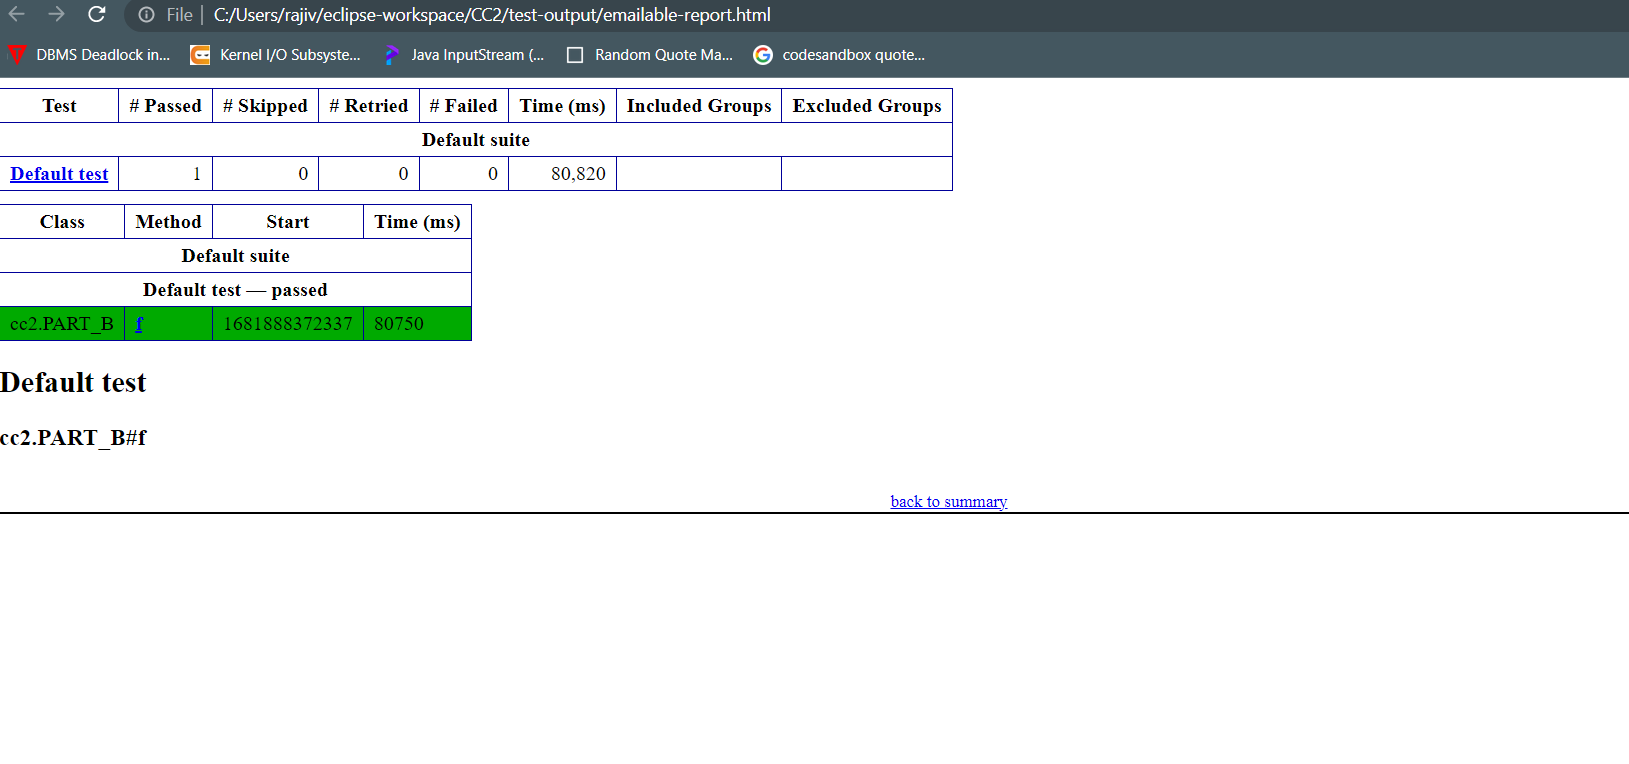 File | C:/Users/rajiv/eclipse-workspace/CC2/test-output/emailable-report.html
DBMS Deadlock in... Kernel I/O Subsyste... Java InputStream (... Random Quote Ma... codesandbox quote...
Test # Passed # Skipped # Retried # Failed Time (ms) Included Groups Excluded Groups
Default suite
Default test 1 0 0 0 80,820
Class Method Start Time (ms)
Default suite
Default test — passed
cc2.PART_B f 1681888372337 80750
Default test
cc2.PART_B#f
back to summary